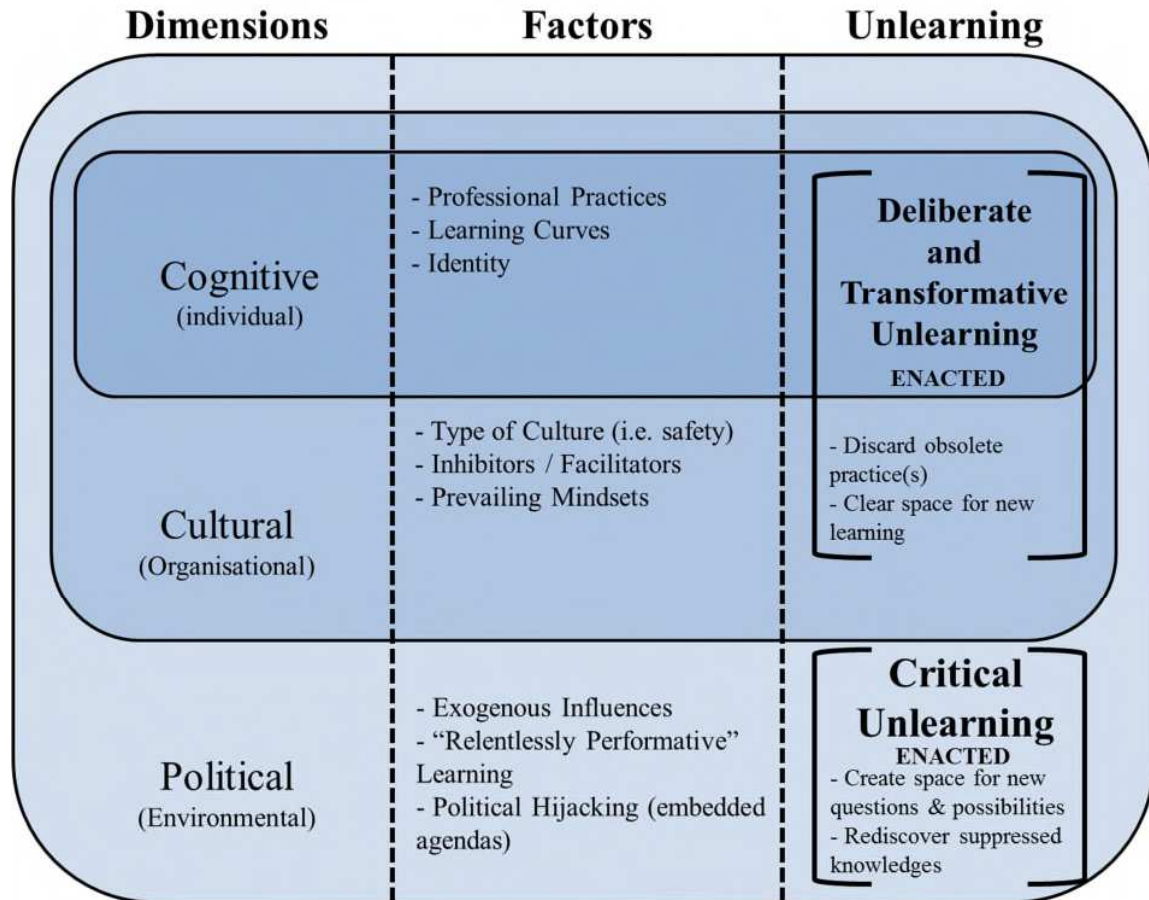 Dimensions
Factors
Unlearning
Cognitive
(individual)
- Professional Practices
- Learning Curves
- Identity
Deliberate
and
Transformative
Unlearning
ENACTED
Cultural
(Organisational)
- Type of Culture (i.e. safety)
- Inhibitors / Facilitators
- Prevailing Mindsets
- Discard obsolete
practice(s)
- Clear space for new
learning
Political
(Environmental)
- Exogenous Influences
- “Relentlessly Performative”
Learning
- Political Hijacking (embedded
agendas)
Critical
Unlearning
ENACTED
- Create space for new
questions & possibilities
- Rediscover suppressed
knowledges